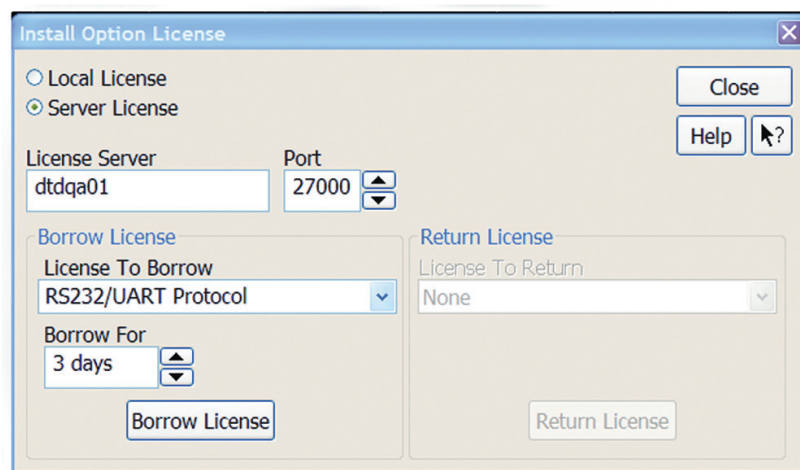 Install Option License
Local License
Server License
Close
Help
?
License Server
Port
dtdqa01
27000
Borrow License
Return License
License To Borrow
License To Return
RS232/UART Protocol
None
Borrow For
3 days
Borrow License
Return License